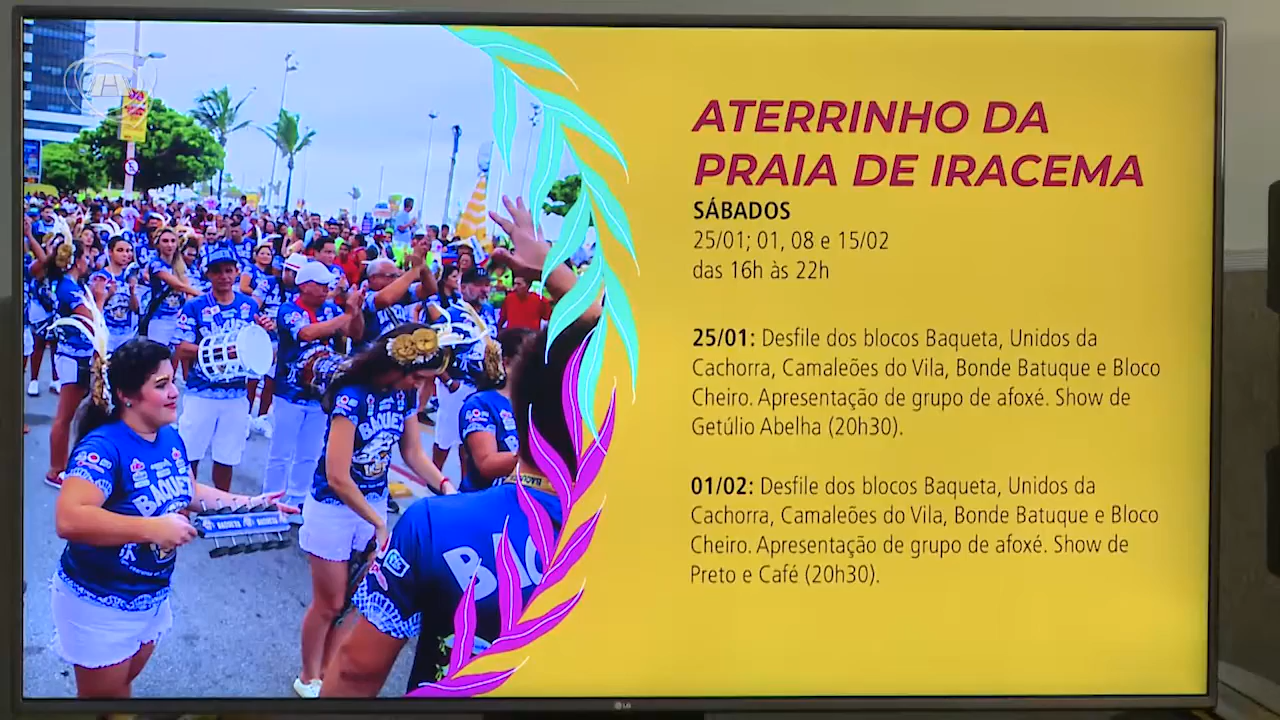 ATERRINHO DA
PRAIA DE IRACEMA
SÁBADOS
25/01; 01, 08 e 15/02
das 16h às 22h
25/01: Desfile dos blocos Baqueta, Unidos da
Cachorra, Camaleões do Vila, Bonde Batuque e Bloco
Cheiro. Apresentação de grupo de afoxé. Show de
Getúlio Abelha (20h30).
01/02: Desfile dos blocos Baqueta, Unidos da
Cachorra, Camaleões do Vila, Bonde Batuque e Bloco
Cheiro. Apresentação de grupo de afoxé. Show de
Preto e Café (20h30).
BAQUETA
LG